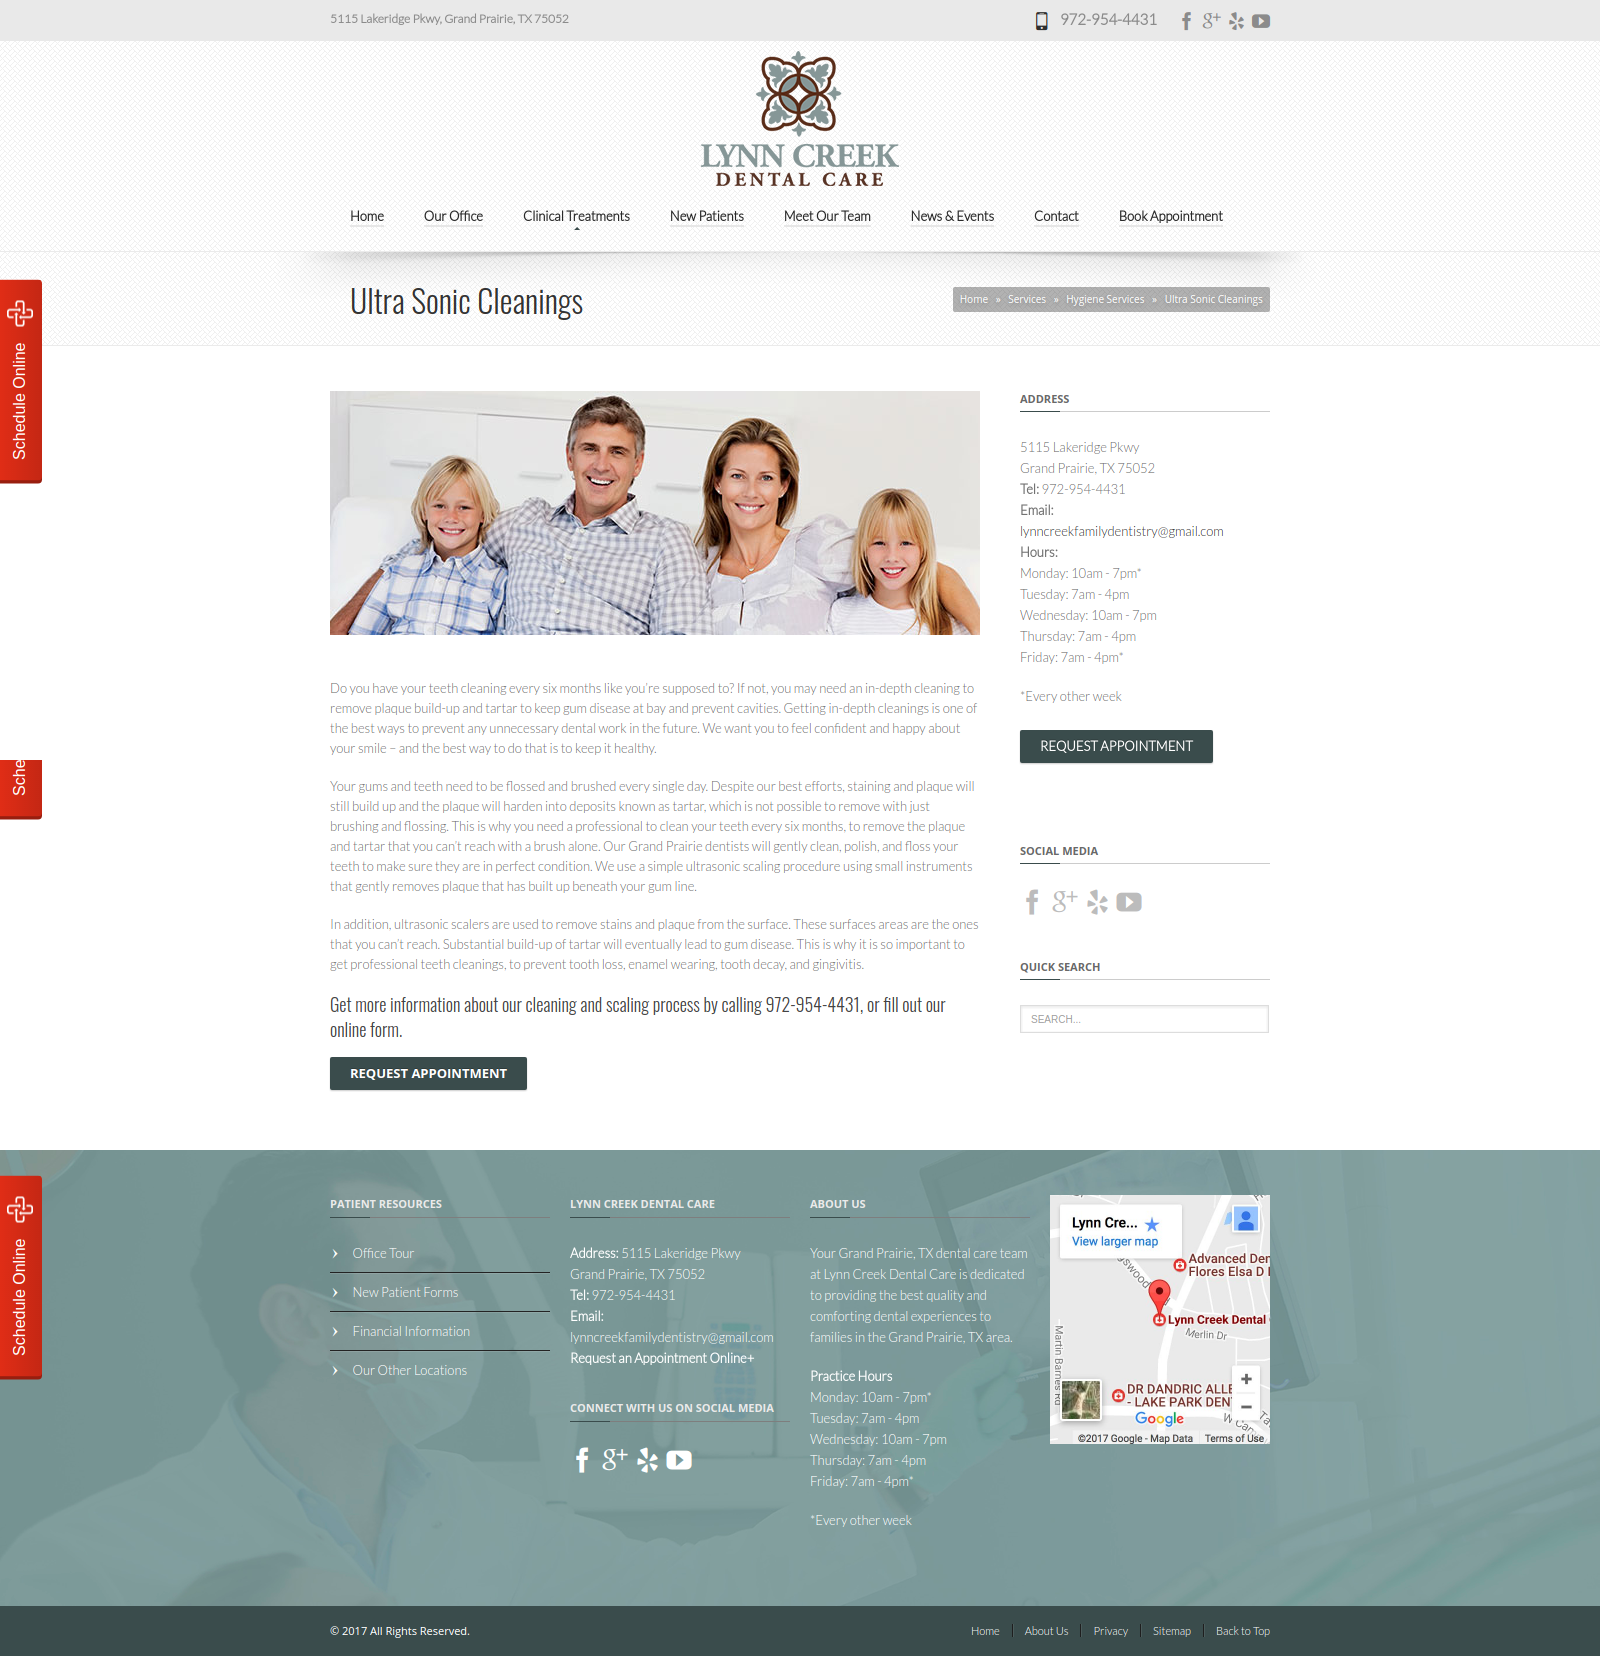 5115 Lakeridge Pkwy, Grand Prairie, TX 75052
972-954-4431
LYNN CREEK
DENTAL CARE
Home
Our Office
Clinical Treatments
New Patients
Meet Our Team
News & Events
Contact
Book Appointment
Ultra Sonic Cleanings
Home » Services » Hygiene Services » Ultra Sonic Cleanings
Schedule Online
Do you have your teeth cleaning every six months like you're supposed to? If not, you may need an in-depth cleaning to
remove plaque build-up and tartar to keep gum disease at bay and prevent cavities. Getting in-depth cleanings is one of
the best ways to prevent any unnecessary dental work in the future. We want you to feel confident and happy about
your smile – and the best way to do that is to keep it healthy.
Your gums and teeth need to be flossed and brushed every single day. Despite our best efforts, staining and plaque will
still build up and the plaque will harden into deposits known as tartar, which is not possible to remove with just
brushing and flossing. This is why you need a professional to clean your teeth every six months, to remove the plaque
and tartar that you can't reach with a brush alone. Our Grand Prairie dentists will gently clean, polish, and floss your
teeth to make sure they are in perfect condition. We use a simple ultrasonic scaling procedure using small instruments
that gently removes plaque that has built up beneath your gum line.
In addition, ultrasonic scalers are used to remove stains and plaque from the surface. These surfaces areas are the ones
that you can't reach. Substantial build-up of tartar will eventually lead to gum disease. This is why it is so important to
get professional teeth cleanings, to prevent tooth loss, enamel wearing, tooth decay, and gingivitis.
Get more information about our cleaning and scaling process by calling 972-954-4431, or fill out our
online form.
REQUEST APPOINTMENT
ADDRESS
5115 Lakeridge Pkwy
Grand Prairie, TX 75052
Tel: 972-954-4431
Email:
lynncreekfamilydentistry@gmail.com
Hours:
Monday: 10am - 7pm*
Tuesday: 7am - 4pm
Wednesday: 10am - 7pm
Thursday: 7am - 4pm
Friday: 7am - 4pm*
*Every other week
REQUEST APPOINTMENT
SOCIAL MEDIA
QUICK SEARCH
SEARCH...
Sche
Schedule Online
PATIENT RESOURCES
Office Tour
New Patient Forms
Financial Information
Our Other Locations
LYNN CREEK DENTAL CARE
Address: 5115 Lakeridge Pkwy
Grand Prairie, TX 75052
Tel: 972-954-4431
Email:
lynncreekfamilydentistry@gmail.com
Request an Appointment Online+
CONNECT WITH US ON SOCIAL MEDIA
ABOUT US
Your Grand Prairie, TX dental care team
at Lynn Creek Dental Care is dedicated
to providing the best quality and
comforting dental experiences to
families in the Grand Prairie, TX area.
Practice Hours
Monday: 10am - 7pm*
Tuesday: 7am - 4pm
Wednesday: 10am - 7pm
Thursday: 7am - 4pm
Friday: 7am - 4pm*
*Every other week
Lynn Cre...
View larger map
Advanced Den
Flores Elsa D
Lynn Creek Dental
Merlin Dr
Martin Barnes Rd
DR DANDRIC ALLE
- LAKE PARK DEN
Google
©2017 Google - Map Data
Terms of Use
© 2017 All Rights Reserved.
Home
About Us
Privacy
Sitemap
Back to Top